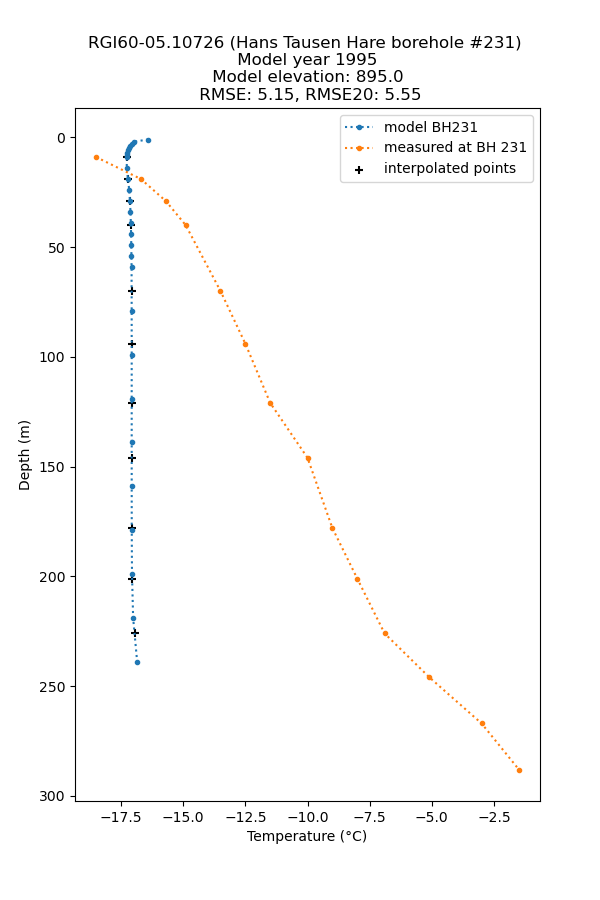 RGI60-05.10726 (Hans Tausen Hare borehole #231)
Model year 1995
Model elevation: 895.0
RMSE: 5.15, RMSE20: 5.55
model BH231
measured at BH 231
interpolated points
0
50
100
150
200
250
300
Depth (m)
−17.5 −15.0 −12.5 −10.0 −7.5 −5.0 −2.5
Temperature (°C)